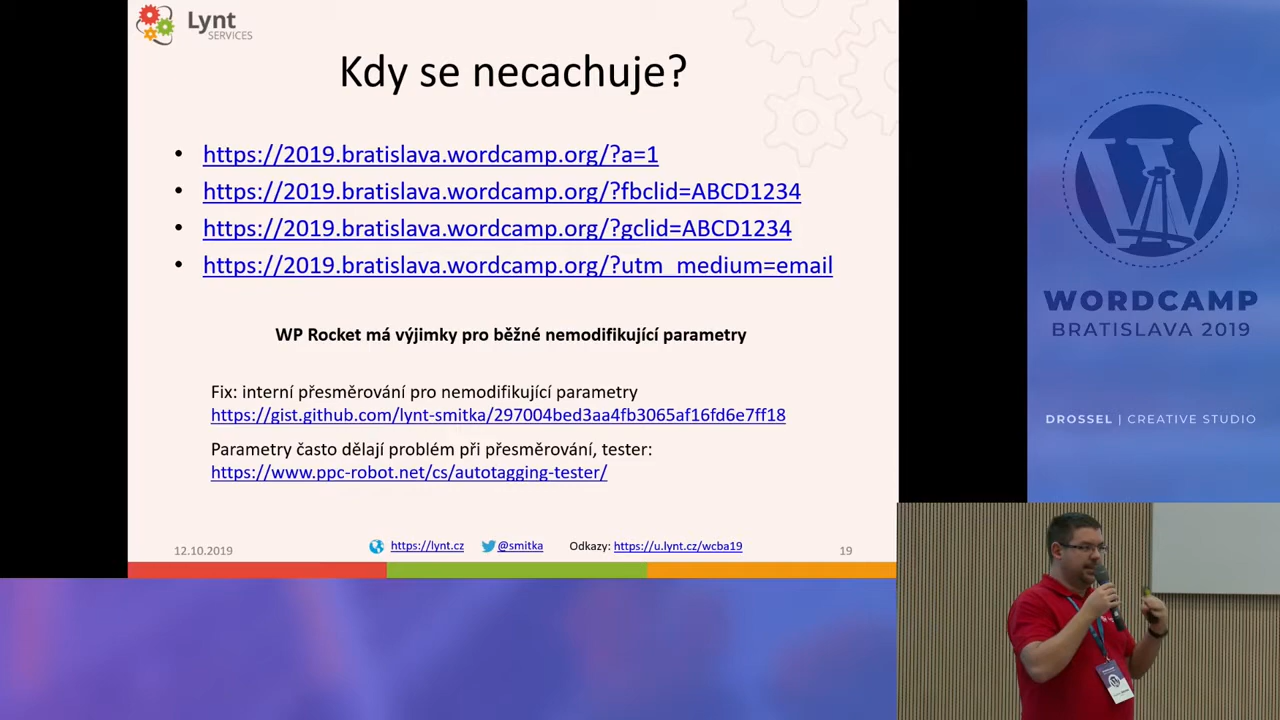 Lynt
SERVICES
Kdy se necachuje?
• https://2019.bratislava.wordcamp.org/?a=1
• https://2019.bratislava.wordcamp.org/?fbclid=ABCD1234
• https://2019.bratislava.wordcamp.org/?gclid=ABCD1234
• https://2019.bratislava.wordcamp.org/?utm_medium=email
WP Rocket má výjimky pro běžné nemodifikující parametry
Fix: interní přesměrování pro nemodifikující parametry
https://gist.github.com/lynt-smitka/297004bed3aa4fb3065af16fd6e7ff18
Parametry často dělají problém při přesměrování, tester:
https://www.ppc-robot.net/cs/autotagging-tester/
12.10.2019
https://lynt.cz
@smitka
Odkazy: https://u.lynt.cz/wcba19
19
WORDCAMP
BRATISLAVA 2019
DROSSEL | CREATIVE STUDIO